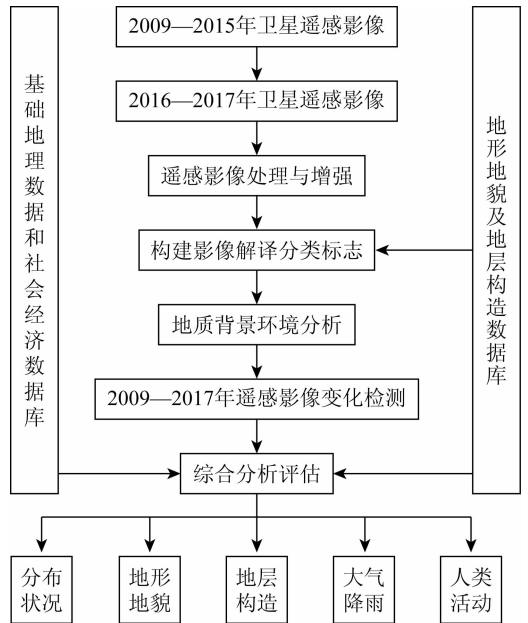 2009—2015年卫星遥感影像
2016—2017年卫星遥感影像
遥感影像处理与增强
构建影像解译分类标志
地质背景环境分析
2009—2017年遥感影像变化检测
综合分析评估
基础地理数据和社会经济数据库
地形地貌及地层构造数据库
分布
状况
地形
地貌
地层
构造
大气
降雨
人类
活动